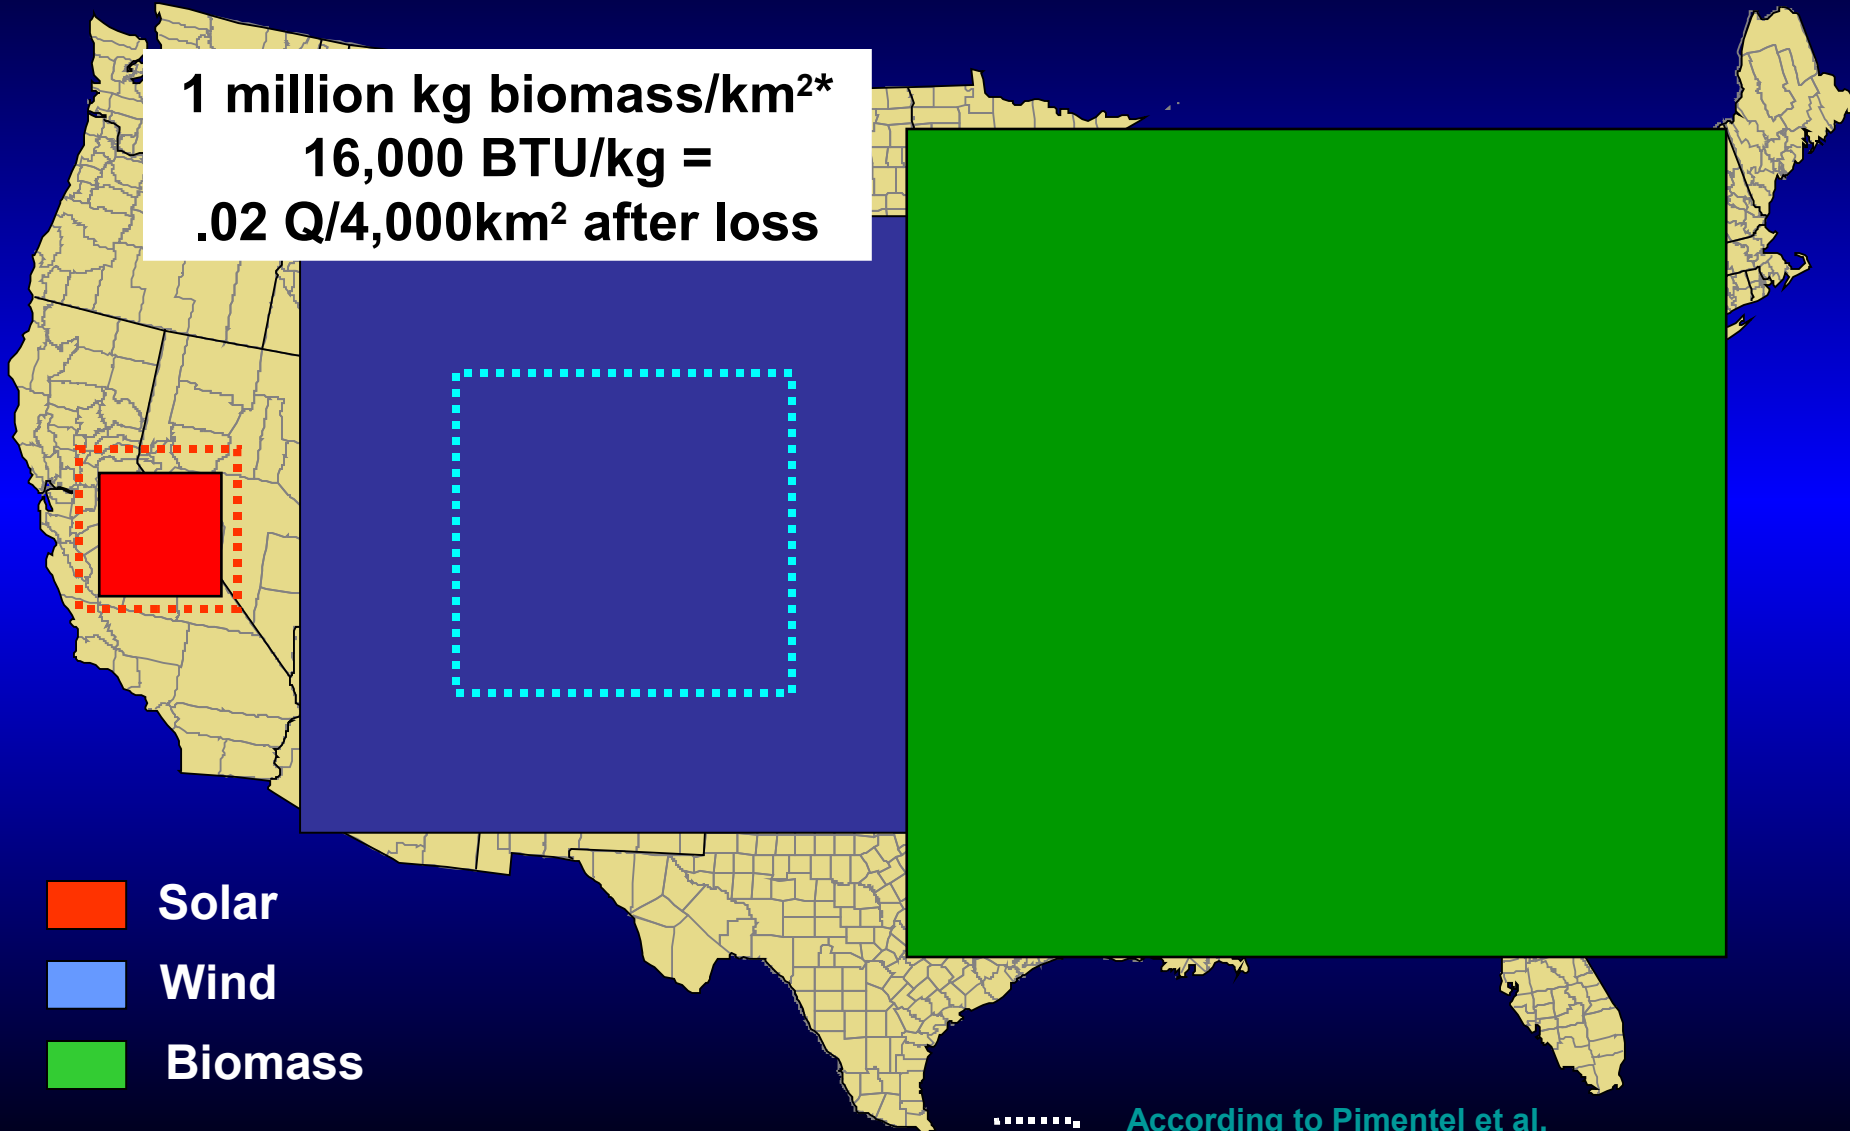 1 million kg biomass/km²*
16,000 BTU/kg =
.02 Q/4,000km² after loss
Solar
Wind
Biomass
According to Pimentel et al.